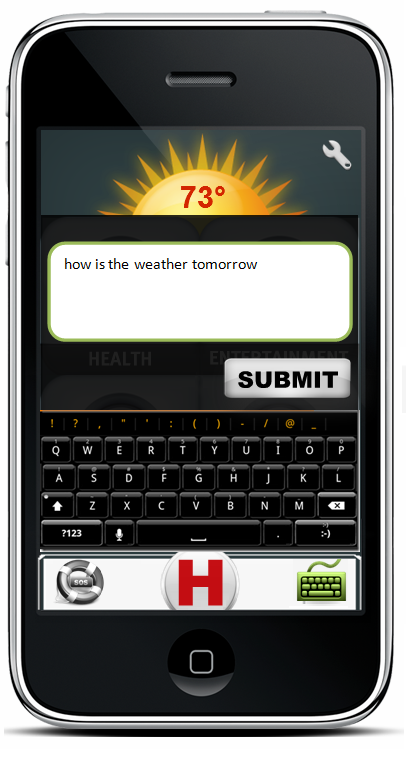 73°
how is the weather tomorrow
HEALTH ENTERTAINMENT
SUBMIT
! ? , " ' : ( ) - / @ _
Q W E R T Y U I O P
A S D F G H J K L
Z X C V B N M
?123 . :-)
SOS H